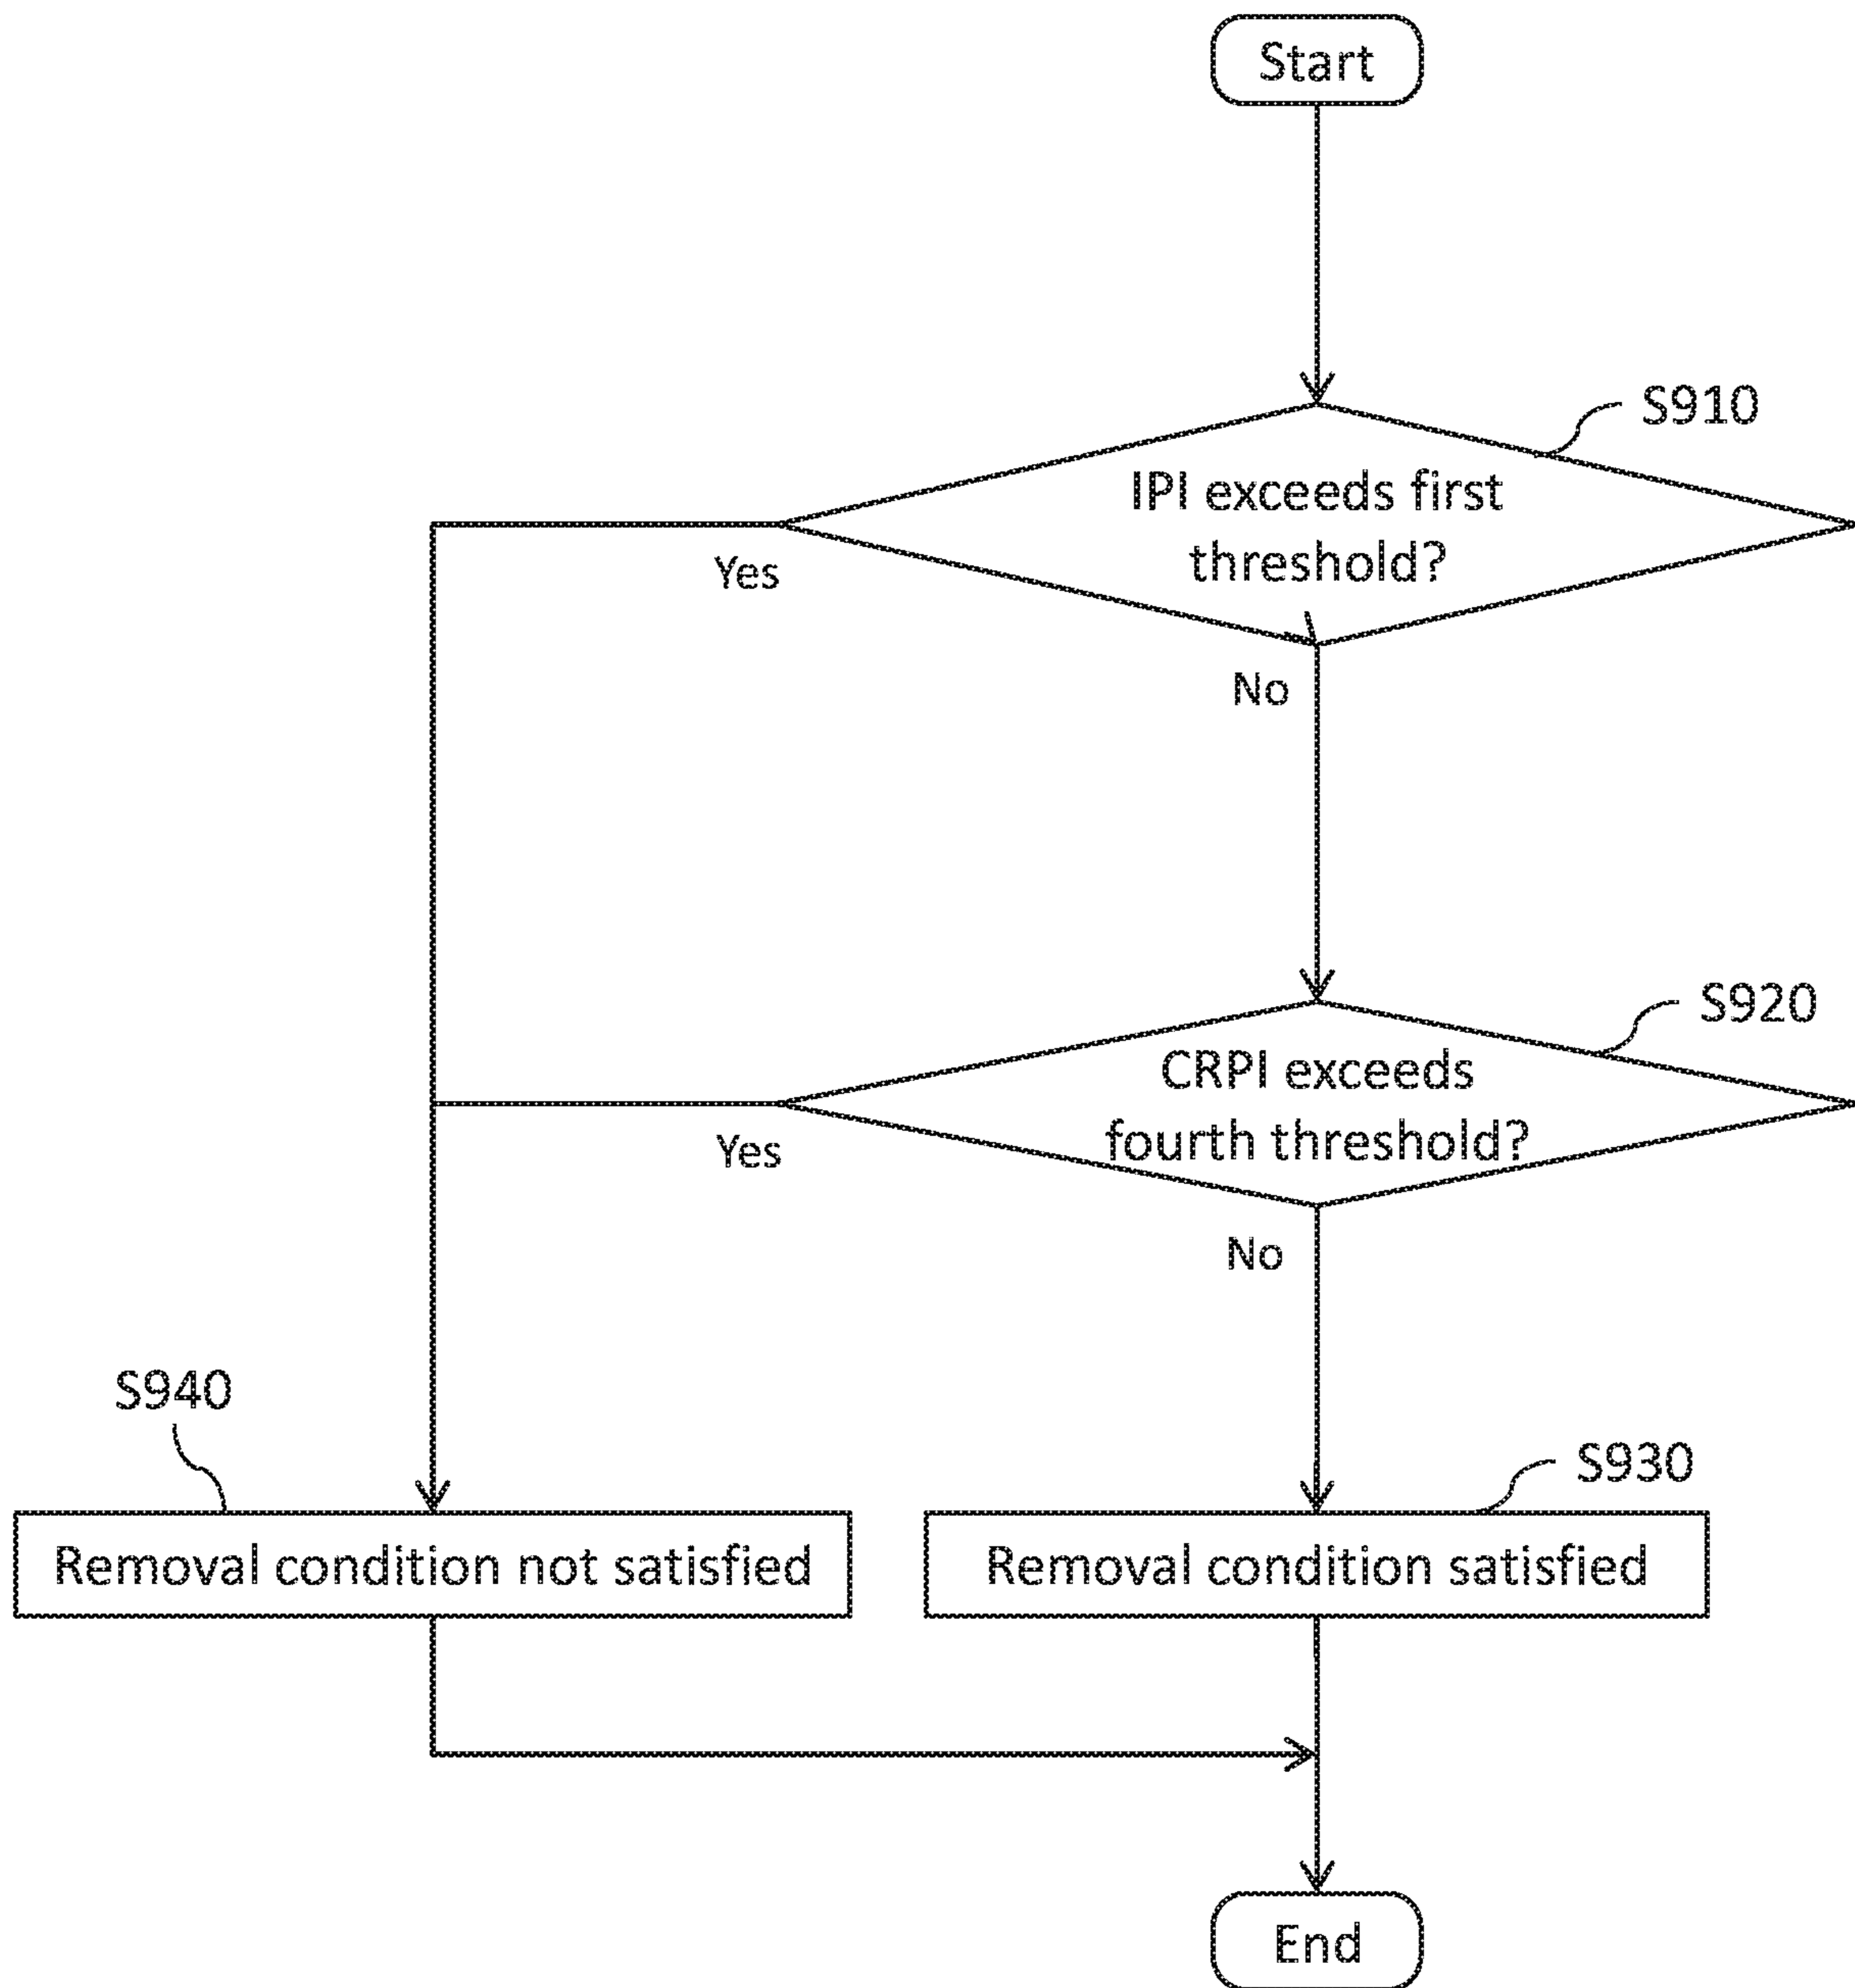 Start
S910
IPI exceeds first
threshold?
Yes
No
S920
CRPI exceeds
fourth threshold?
Yes
No
S940
S930
Removal condition not satisfied
Removal condition satisfied
End